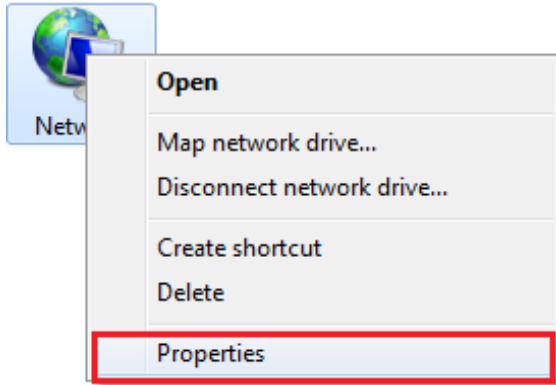 Netw
Open
Map network drive...
Disconnect network drive...
Create shortcut
Delete
Properties